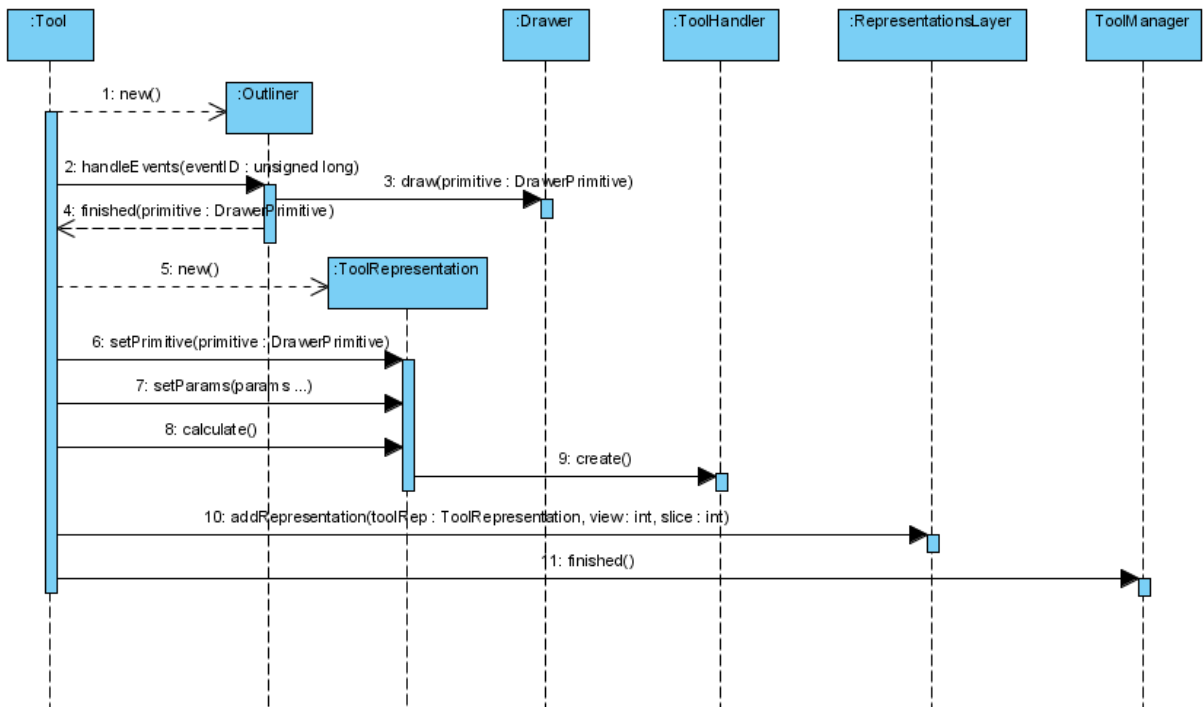 :Tool
:Drawer
:ToolHandler
:RepresentationsLayer
ToolManager
1: new()
:Outliner
2: handleEvents(eventID : unsigned long)
3: draw(primitive : DrawerPrimitive)
4: finished(primitive : DrawerPrimitive)
5: new()
:ToolRepresentation
6: setPrimitive(primitive : DrawerPrimitive)
7: setParams(params ...)
8: calculate()
9: create()
10: addRepresentation(toolRep : ToolRepresentation, view : int, slice : int)
11: finished()